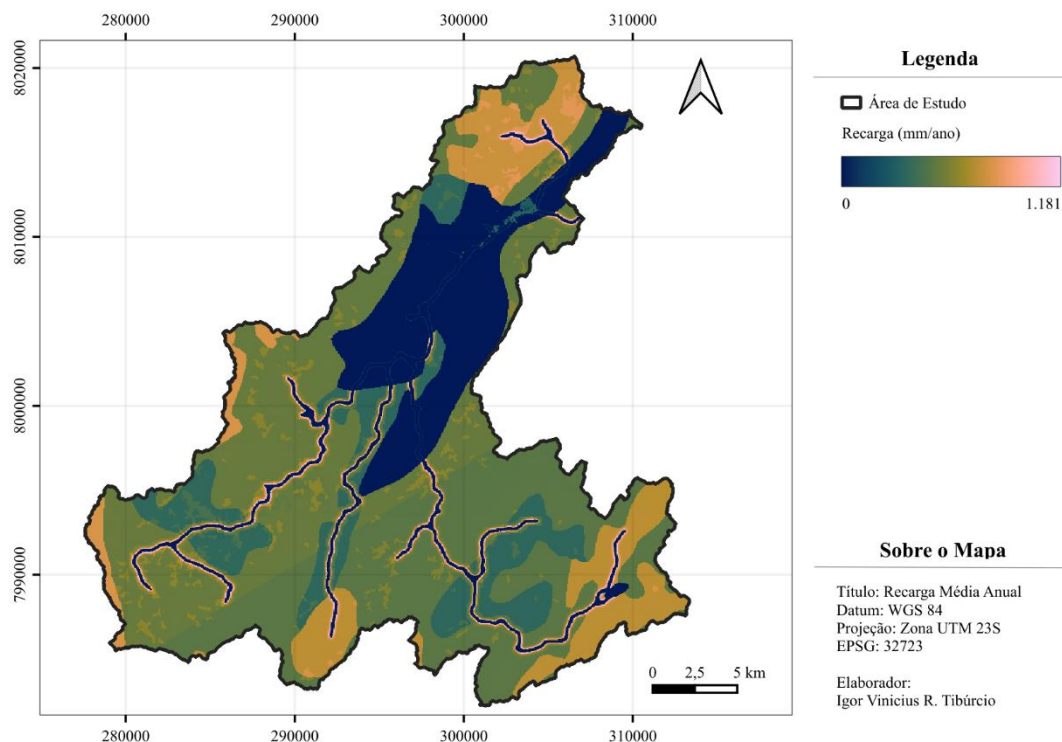 280000 290000 300000 310000
8020000
8010000
8000000
7990000
0 2,5 5 km
280000 290000 300000 310000
Legenda
Área de Estudo
Recarga (mm/ano)
0 1.181
Sobre o Mapa
Título: Recarga Média Anual
Datum: WGS 84
Projeção: Zona UTM 23S
EPSG: 32723
Elaborador:
Igor Vinicius R. Tibúrcio